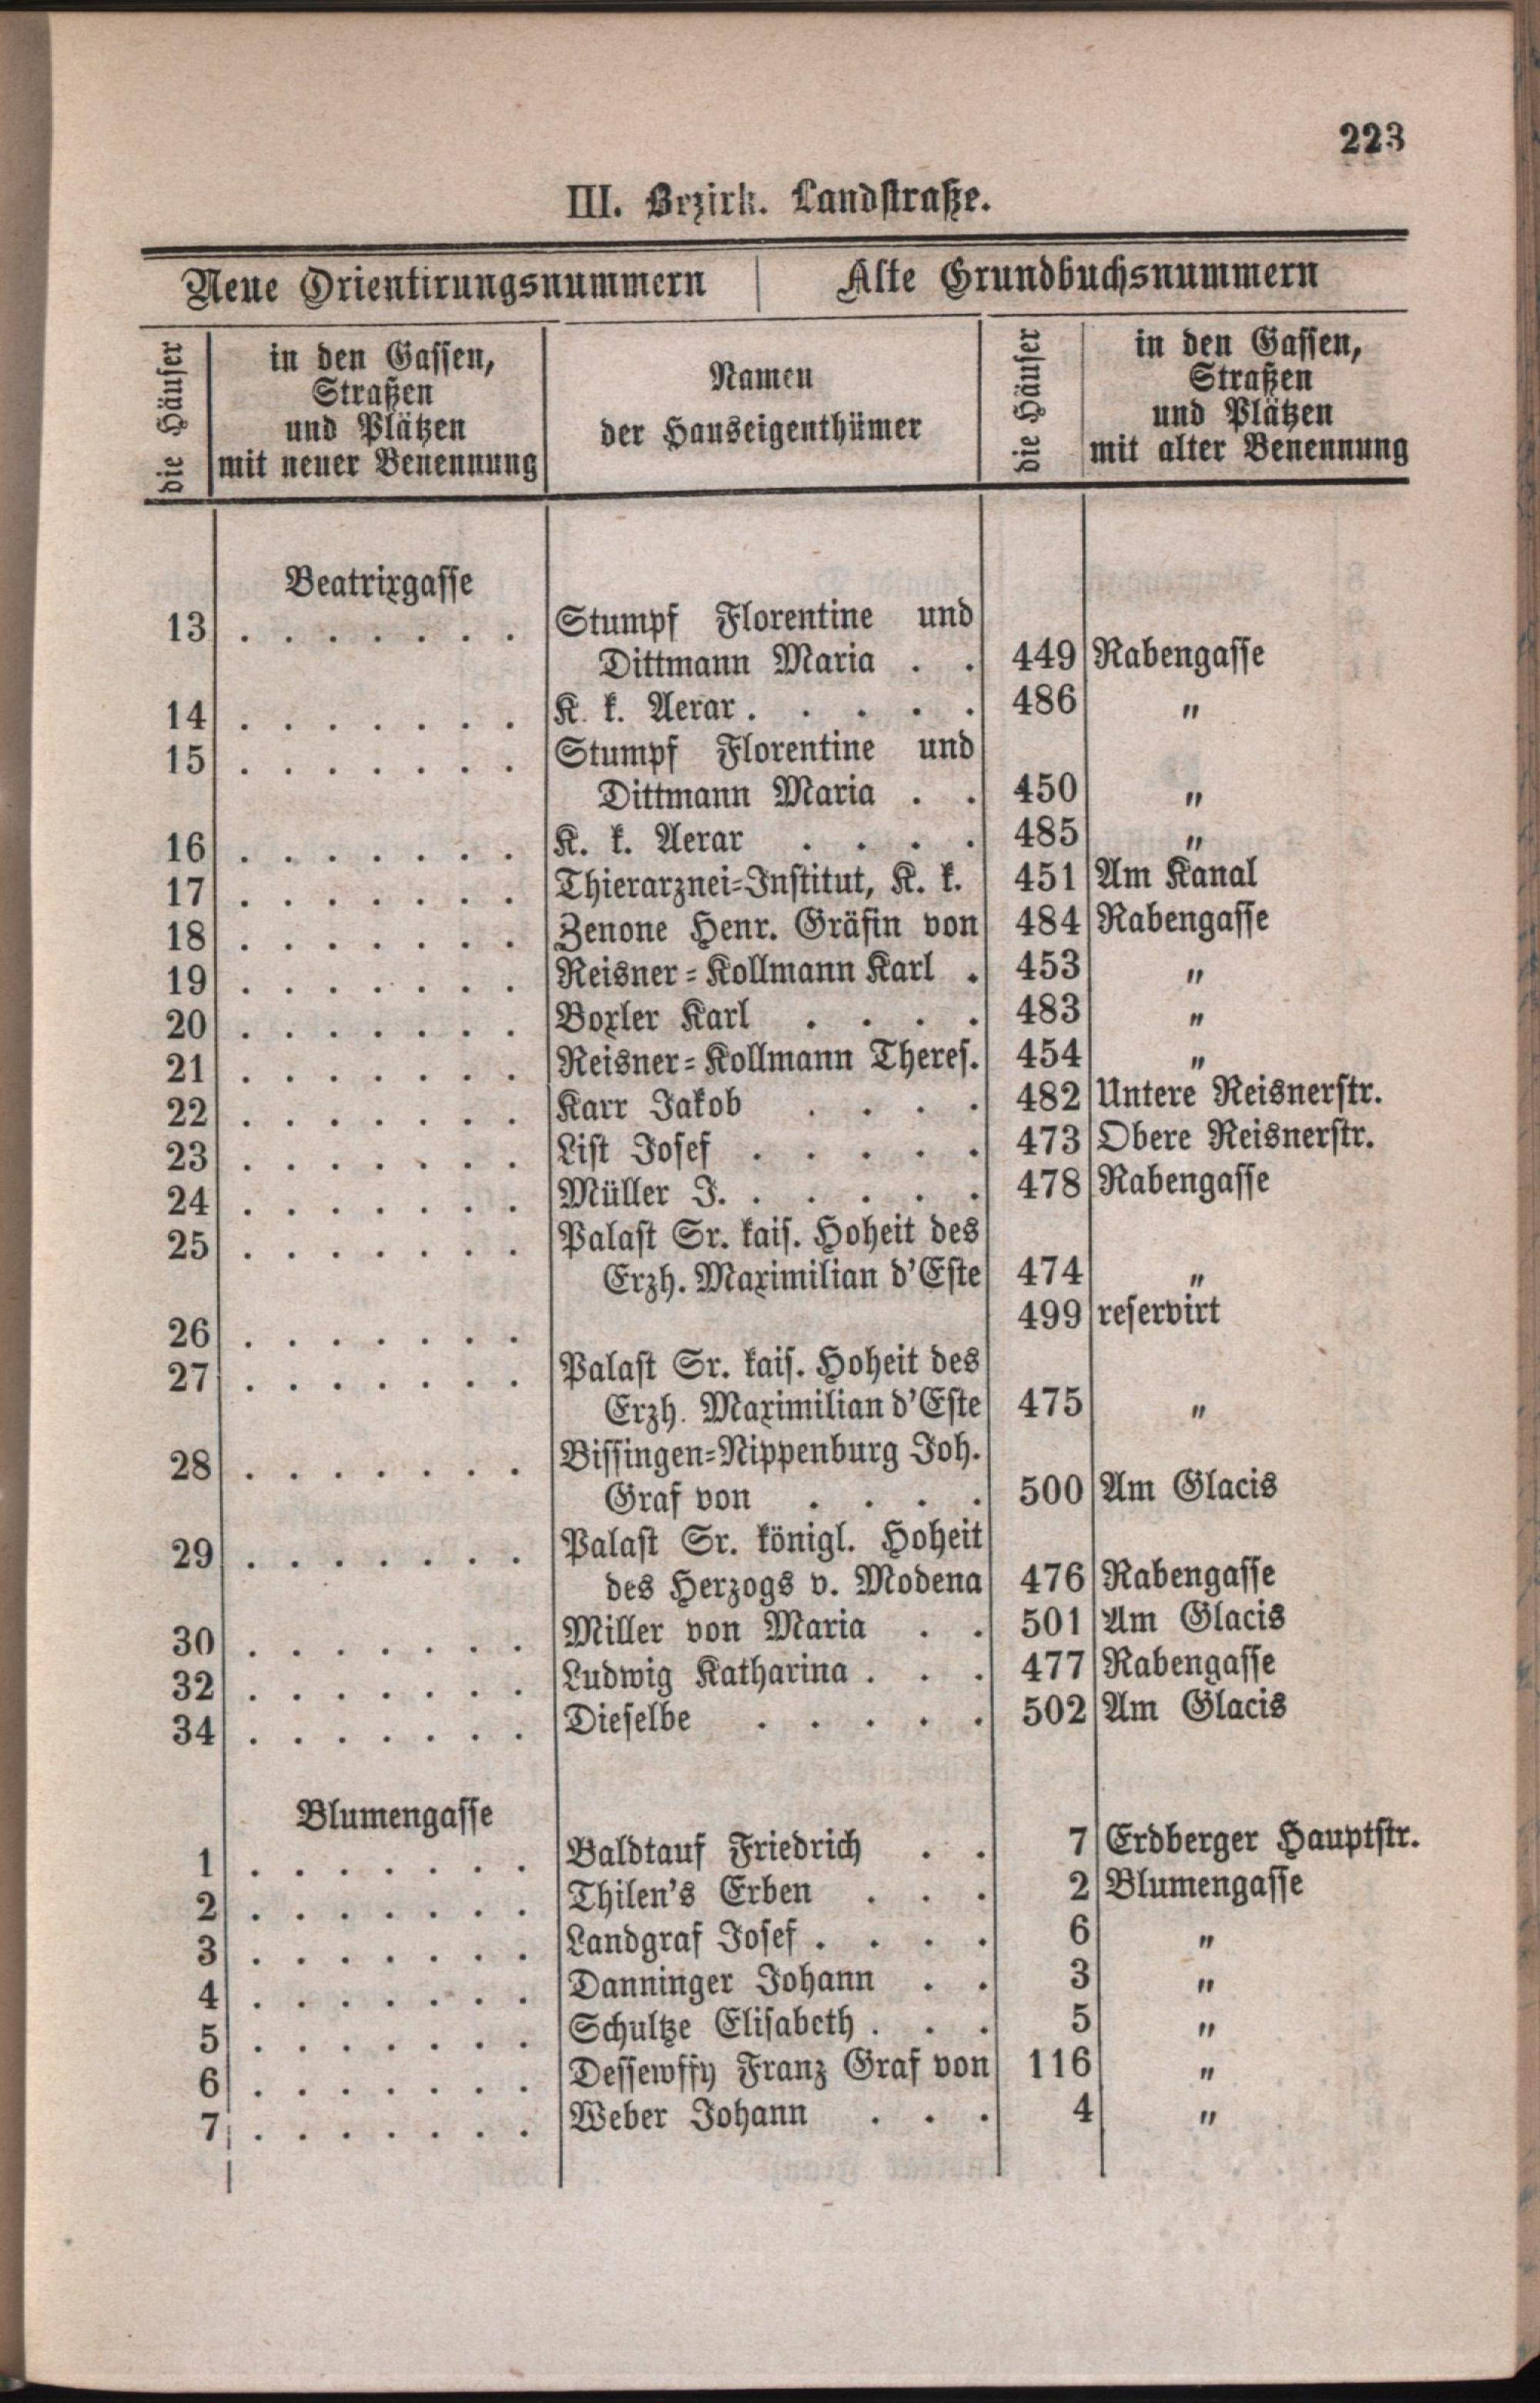 223
III. Bezirk. Landstraße.
Neue Orientirungsnummern | Alte Grundbuchsnummern
die Häuser
in den Gassen,
Straßen
und Plätzen
mit neuer Benennung
Namen
der Hauseigenthümer
die Häuser
in den Gassen,
Straßen
und Plätzen
mit alter Benennung
Beatrixgasse
13 . . . . . . . Stumpf Florentine und
Dittmann Maria . . 449 Rabengasse
14 . . . . . . . K. k. Aerar . . . . . 486 "
15 . . . . . . . Stumpf Florentine und
Dittmann Maria . . 450 "
16 . . . . . . . K. k. Aerar . . . . 485 "
17 . . . . . . . Thierarznei-Institut, K. k. 451 Am Kanal
18 . . . . . . . Zenone Henr. Gräfin von 484 Rabengasse
19 . . . . . . . Reisner-Kollmann Karl . 453 "
20 . . . . . . . Boxler Karl . . . . 483 "
21 . . . . . . . Reisner-Kollmann Theres. 454 "
22 . . . . . . . Karr Jakob . . . . 482 Untere Reisnerstr.
23 . . . . . . . List Josef . . . . . 473 Obere Reisnerstr.
24 . . . . . . . Müller J. . . . . . 478 Rabengasse
25 . . . . . . . Palast Sr. kais. Hoheit des
Erzh. Maximilian d'Este 474 "
26 . . . . . . . 499 reservirt
27 . . . . . . . Palast Sr. kais. Hoheit des
Erzh. Maximilian d'Este 475 "
28 . . . . . . . Bissingen-Nippenburg Joh.
Graf von . . . . 500 Am Glacis
29 . . . . . . . Palast Sr. königl. Hoheit
des Herzogs v. Modena 476 Rabengasse
30 . . . . . . . Miller von Maria . . 501 Am Glacis
32 . . . . . . . Ludwig Katharina . . . 477 Rabengasse
34 . . . . . . . Dieselbe . . . . . 502 Am Glacis
Blumengasse
1 . . . . . . . Baldtauf Friedrich . . 7 Erdberger Hauptstr.
2 . . . . . . . Thilen's Erben . . . 2 Blumengasse
3 . . . . . . . Landgraf Josef . . . . 6 "
4 . . . . . . . Danninger Johann . . 3 "
5 . . . . . . . Schultze Elisabeth . . . 5 "
6 . . . . . . . Dessewffy Franz Graf von 116 "
7 . . . . . . . Weber Johann . . . 4 "